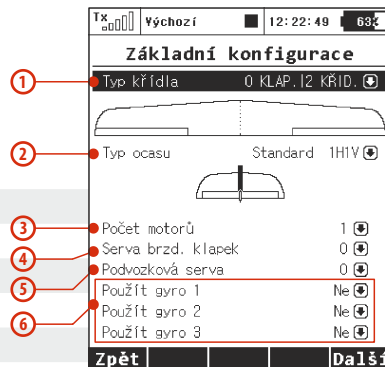 Tx Výchozí 12:22:49 63%
Základní konfigurace
1 Typ křídla 0 KLAP.|2 KŘID.
2 Typ ocasu Standard 1H1V
3 Počet motorů 1
4 Serva brzd. klapek 0
5 Podvozková serva 0
Použít gyro 1 Ne
6 Použít gyro 2 Ne
Použít gyro 3 Ne
Zpět Další